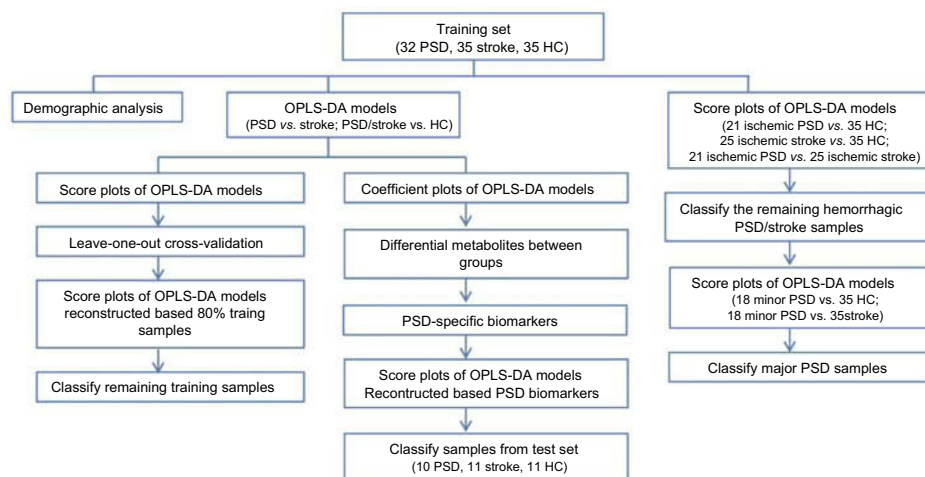 Training set
(32 PSD, 35 stroke, 35 HC)
Demographic analysis
OPLS-DA models
(PSD vs. stroke; PSD/stroke vs. HC)
Score plots of OPLS-DA models
(21 ischemic PSD vs. 35 HC;
25 ischemic stroke vs. 35 HC;
21 ischemic PSD vs. 25 ischemic stroke)
Score plots of OPLS-DA models
Coefficient plots of OPLS-DA models
Classify the remaining hemorrhagic
PSD/stroke samples
Leave-one-out cross-validation
Differential metabolites between
groups
Score plots of OPLS-DA models
reconstructed based 80% traing
samples
PSD-specific biomarkers
Score plots of OPLS-DA models
(18 minor PSD vs. 35 HC;
18 minor PSD vs. 35stroke)
Classify remaining training samples
Score plots of OPLS-DA models
Reconstructed based PSD biomarkers
Classify major PSD samples
Classify samples from test set
(10 PSD, 11 stroke, 11 HC)